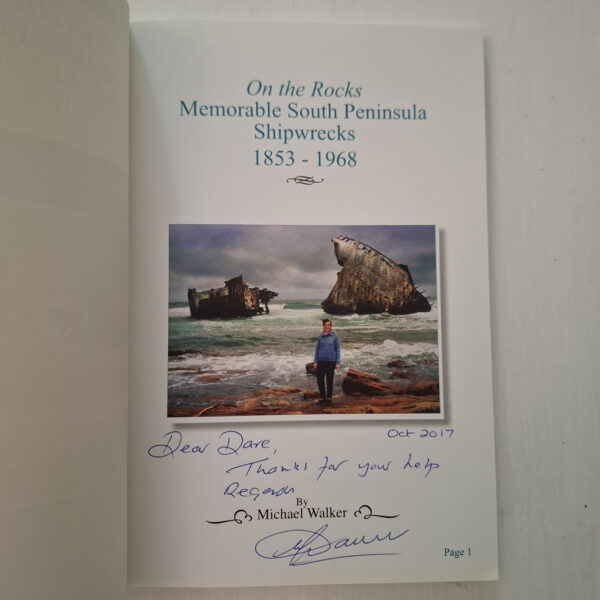 On the Rocks
Memorable South Peninsula
Shipwrecks
1853 - 1968
Oct 2017
Dear Dave,
Thanks for your help
Regards
By
Michael Walker
Page 1